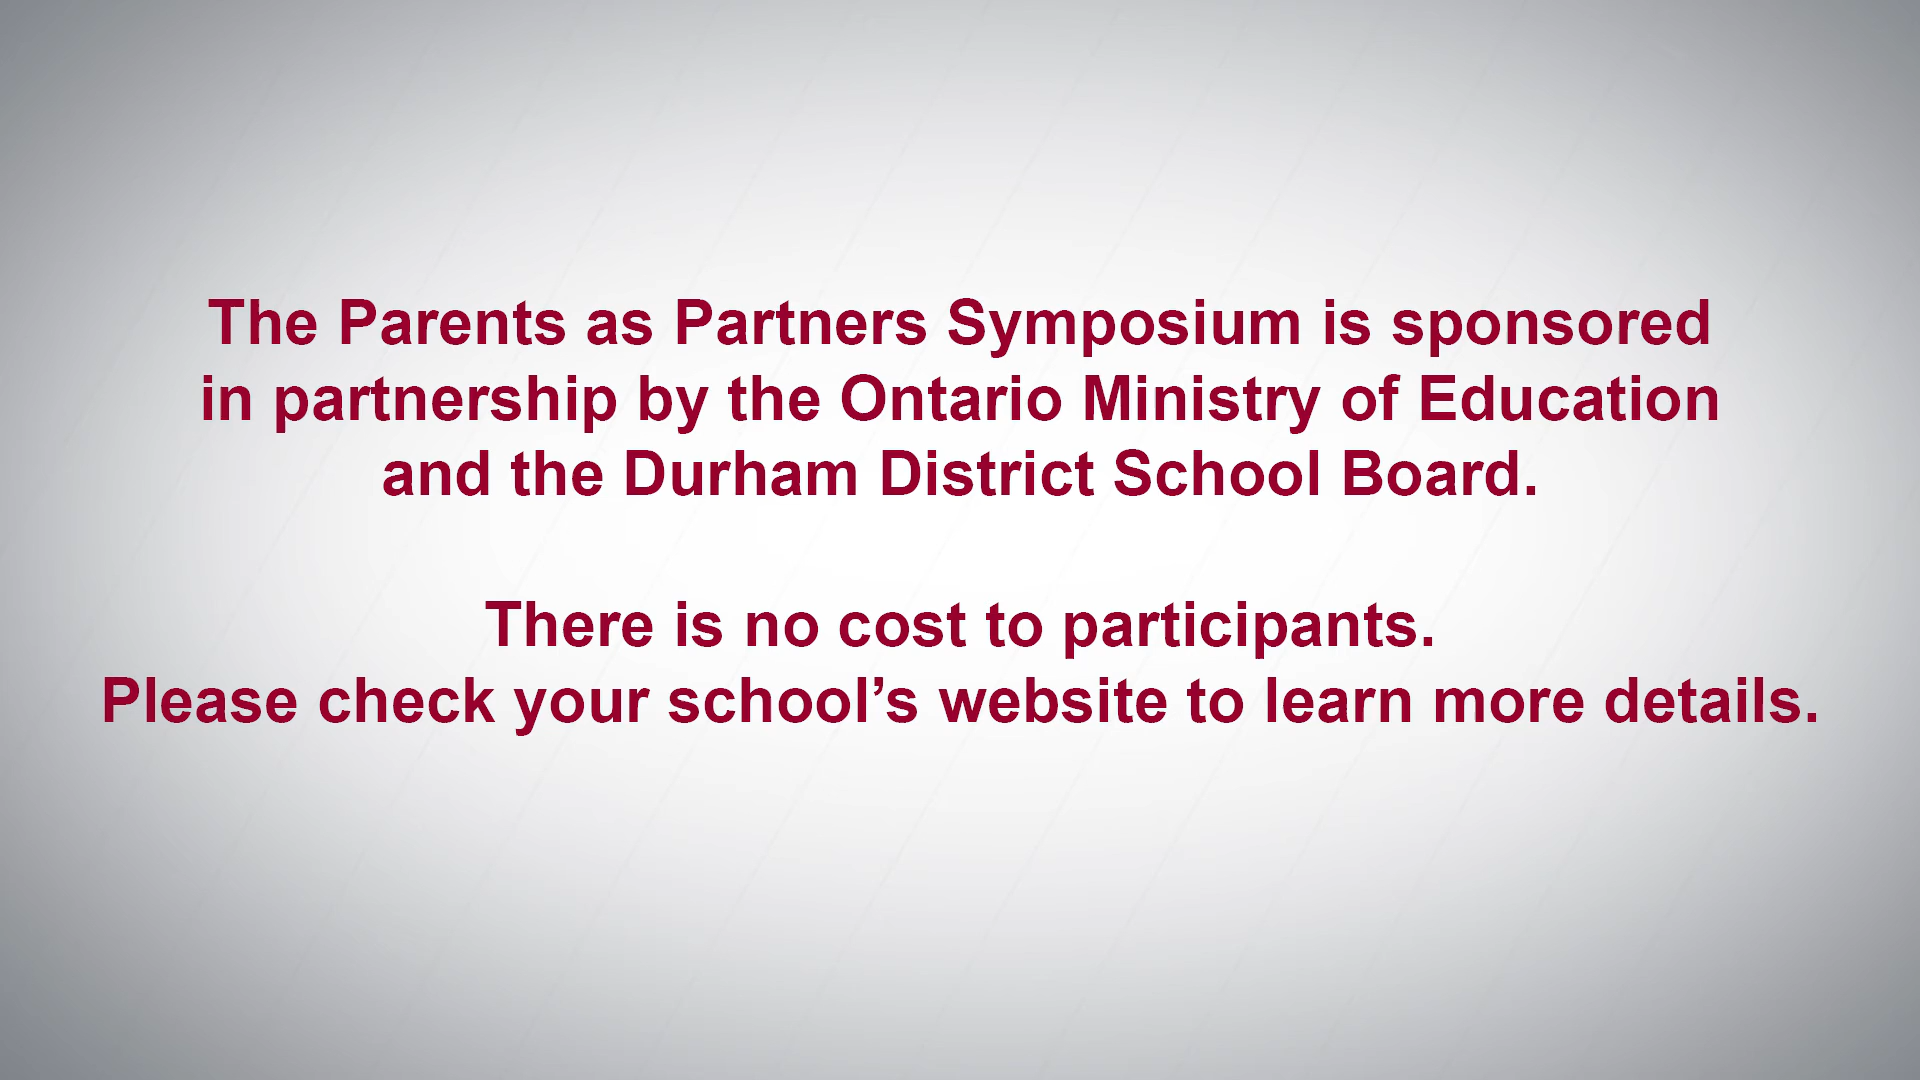 The Parents as Partners Symposium is sponsored
in partnership by the Ontario Ministry of Education
and the Durham District School Board.
There is no cost to participants.
Please check your school’s website to learn more details.